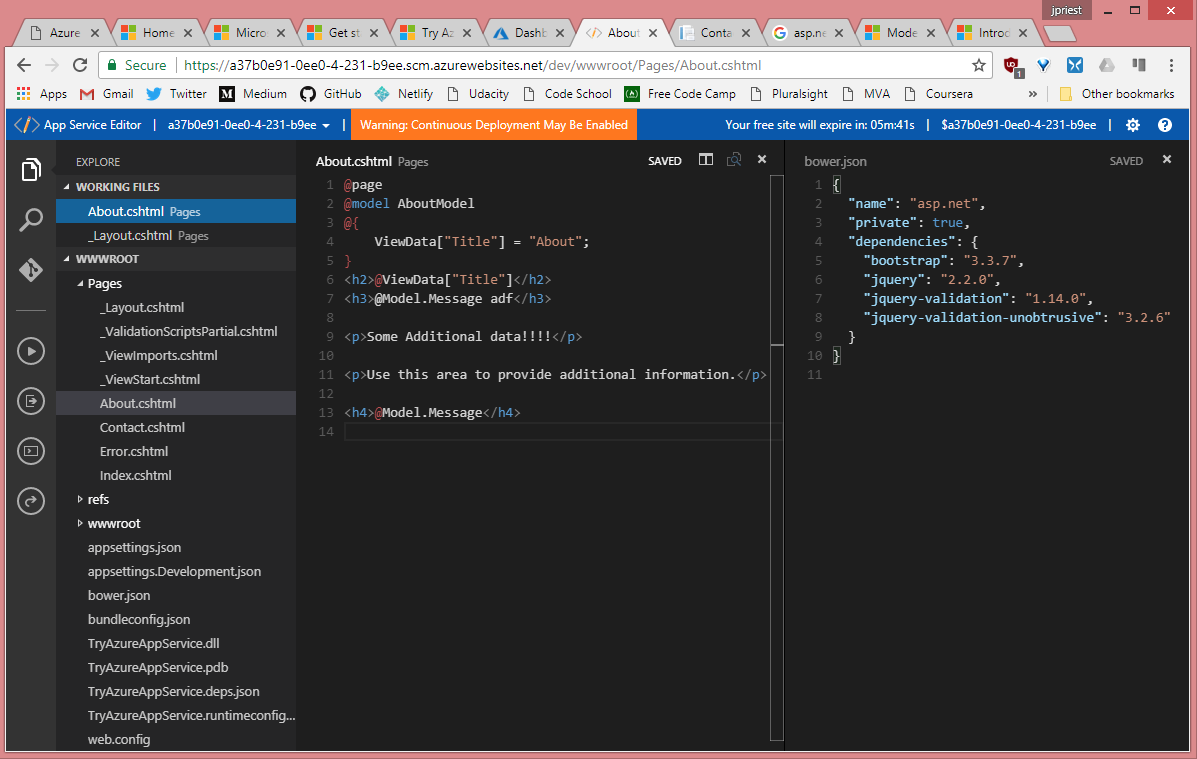 jpriest
Azure
Home
Micro
Get st
Try Az
Dashb
About
Conta
asp.ne
Mode
Introd
Secure
https://a37b0e91-0ee0-4-231-b9ee.scm.azurewebsites.net/dev/wwwroot/Pages/About.cshtml
1
Apps
Gmail
Twitter
Medium
GitHub
Netlify
Udacity
Code School
Free Code Camp
Pluralsight
MVA
Coursera
»
Other bookmarks
App Service Editor | a37b0e91-0ee0-4-231-b9ee | Warning: Continuous Deployment May Be Enabled
Your free site will expire in: 05m:41s | $a37b0e91-0ee0-4-231-b9ee |
EXPLORE
WORKING FILES
About.cshtml Pages
_Layout.cshtml Pages
WWWROOT
Pages
_Layout.cshtml
_ValidationScriptsPartial.cshtml
_ViewImports.cshtml
_ViewStart.cshtml
About.cshtml
Contact.cshtml
Error.cshtml
Index.cshtml
refs
wwwroot
appsettings.json
appsettings.Development.json
bower.json
bundleconfig.json
TryAzureAppService.dll
TryAzureAppService.pdb
TryAzureAppService.deps.json
TryAzureAppService.runtimeconfig...
web.config
About.cshtml Pages SAVED
1 @page
2 @model AboutModel
3 @{
4 ViewData["Title"] = "About";
5 }
6 <h2>@ViewData["Title"]</h2>
7 <h3>@Model.Message adf</h3>
8
9 <p>Some Additional data!!!!</p>
10
11 <p>Use this area to provide additional information.</p>
12
13 <h4>@Model.Message</h4>
14
bower.json SAVED
1 {
2 "name": "asp.net",
3 "private": true,
4 "dependencies": {
5 "bootstrap": "3.3.7",
6 "jquery": "2.2.0",
7 "jquery-validation": "1.14.0",
8 "jquery-validation-unobtrusive": "3.2.6"
9 }
10 }
11